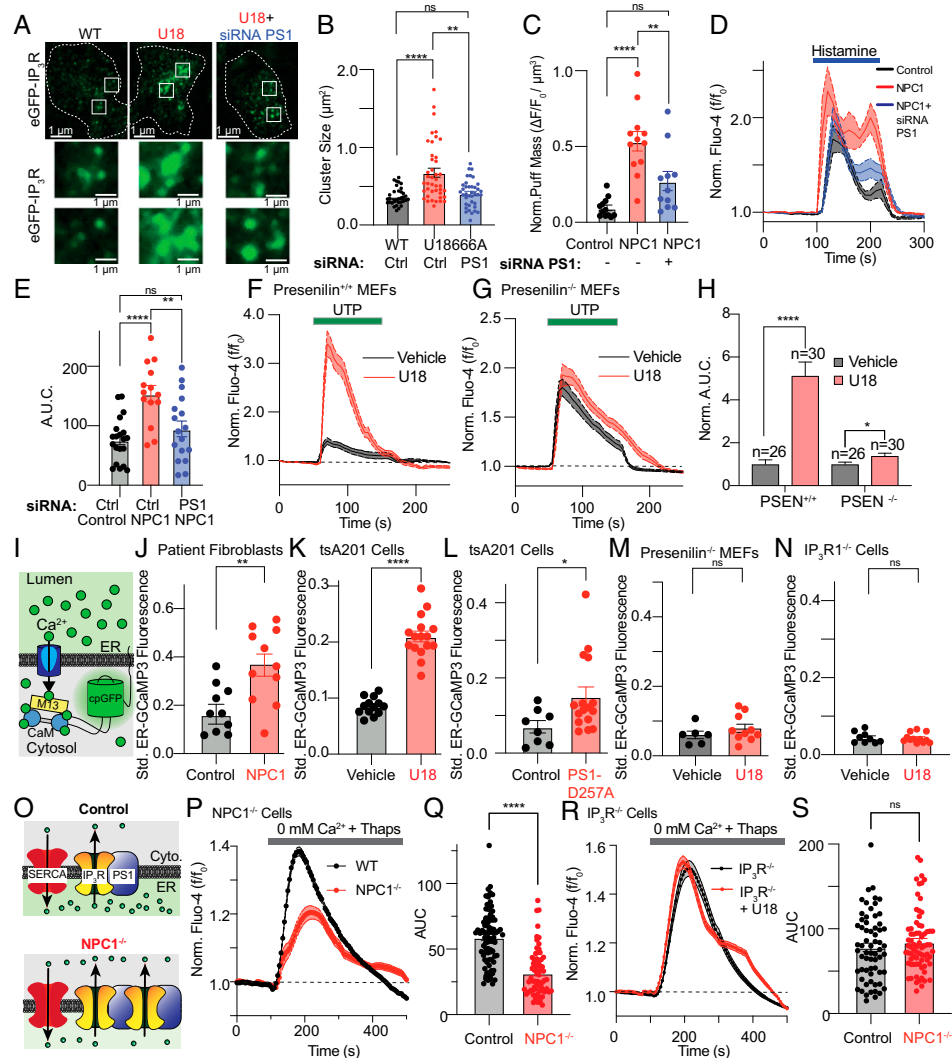 A
WT
U18
U18+
siRNA PS1
eGFP-IP3R
1 μm
1 μm
1 μm
eGFP-IP3R
1 μm
1 μm
1 μm
1 μm
1 μm
1 μm
B
ns
****
**
Cluster Size (μm²)
2.0
1.0
0.0
WT U18666A
siRNA: Ctrl Ctrl PS1
C
ns
****
**
Norm.Puff Mass (ΔF/F0/ μm³)
1.0
0.5
0.0
Control NPC1 NPC1
siRNA PS1: - - +
D
Histamine
Control
NPC1
NPC1+
siRNA
PS1
Norm. Fluo-4 (f/f0)
2.0
1.0
0 100 200 300
Time (s)
E
ns
****
**
A.U.C.
200
100
0
siRNA: Ctrl Ctrl PS1
Control NPC1 NPC1
F Presenilin+/+ MEFs
UTP
Vehicle
U18
Norm. Fluo-4 (f/f0)
4.0
3.0
2.0
1.0
0 100 200
Time (s)
G Presenilin-/- MEFs
UTP
Vehicle
U18
Norm. Fluo-4 (f/f0)
2.5
2.0
1.5
1.0
0 100 200
Time (s)
H
****
*
Vehicle
U18
Norm. A.U.C.
8
6
4
2
0
n=26
n=30
n=26
n=30
PSEN+/+ PSEN -/-
I
Lumen
Ca²⁺
ER
M13
cpGFP
CaM
Cytosol
J Patient Fibroblasts
**
Std. ER-GCaMP3 Fluorescence
0.6
0.4
0.2
0.0
Control NPC1
K tsA201 Cells
****
Std. ER-GCaMP3 Fluorescence
0.3
0.2
0.1
0.0
Vehicle U18
L tsA201 Cells
*
Std. ER-GCaMP3 Fluorescence
0.4
0.2
0.0
Control PS1-
D257A
M Presenilin-/- MEFs
ns
Std. ER-GCaMP3 Fluorescence
0.4
0.2
0.0
Vehicle U18
N IP3R1-/- Cells
ns
Std. ER-GCaMP3 Fluorescence
0.4
0.2
0.0
Vehicle U18
O
Control
Cyto.
SERCA IP3R PS1
ER
NPC1-/-
P NPC1-/- Cells
0 mM Ca²⁺ + Thaps
WT
NPC1-/-
Norm. Fluo-4 (f/f0)
1.4
1.2
1.0
0 200 400
Time (s)
Q
****
AUC
100
50
0
Control NPC1-/-
R IP3R-/- Cells
0 mM Ca²⁺ + Thaps
IP3R-/-
IP3R-/-
+ U18
Norm. Fluo-4 (f/f0)
1.6
1.4
1.2
1.0
0 200 400
Time (s)
S
ns
AUC
200
150
100
50
0
Control NPC1-/-